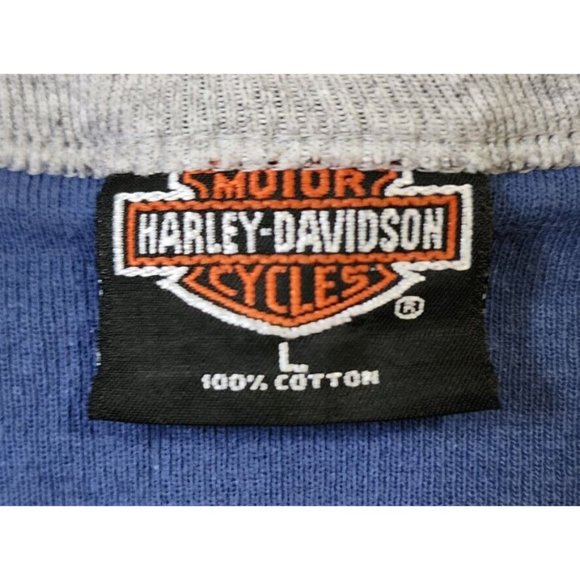 MOTOR
HARLEY-DAVIDSON
CYCLES
®
L
100% COTTON